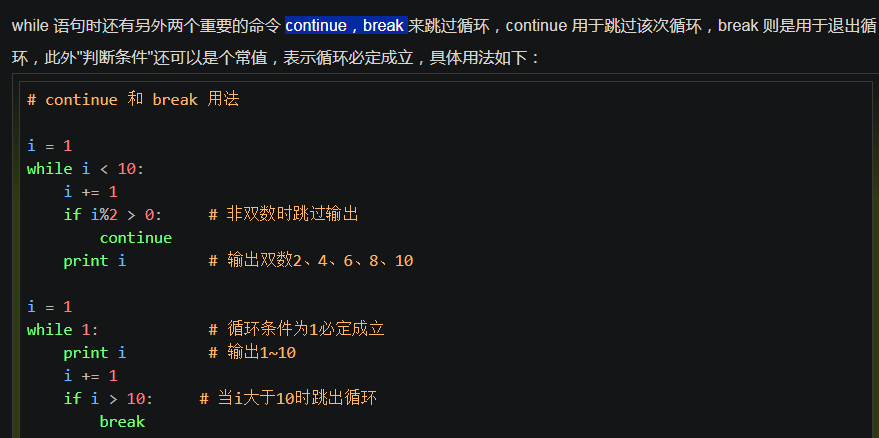 while 语句时还有另外两个重要的命令 continue，break 来跳过循环，continue 用于跳过该次循环，break 则是用于退出循
环，此外"判断条件"还可以是个常值，表示循环必定成立，具体用法如下：
# continue 和 break 用法
i = 1
while i < 10:
    i += 1
    if i%2 > 0:     # 非双数时跳过输出
        continue
    print i         # 输出双数2、4、6、8、10
i = 1
while 1:            # 循环条件为1必定成立
    print i         # 输出1~10
    i += 1
    if i > 10:     # 当i大于10时跳出循环
        break